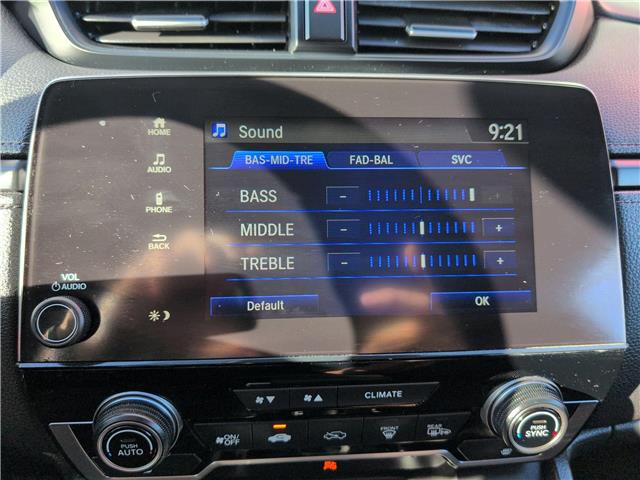 HOME
Sound
9:21
AUDIO
BAS-MID-TRE
FAD-BAL
SVC
PHONE
BASS
-
BACK
MIDDLE
-
+
TREBLE
-
+
VOL
AUDIO
Default
OK
CLIMATE
PUSH
AUTO
ON/
OFF
FRONT
REAR
PUSH
SYNC